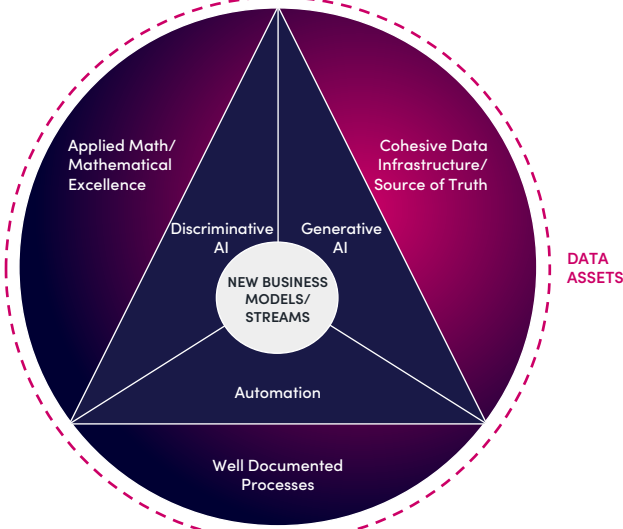 Applied Math/
Mathematical
Excellence
Cohesive Data
Infrastructure/
Source of Truth
Discriminative
AI
Generative
AI
NEW BUSINESS
MODELS/
STREAMS
DATA
ASSETS
Automation
Well Documented
Processes